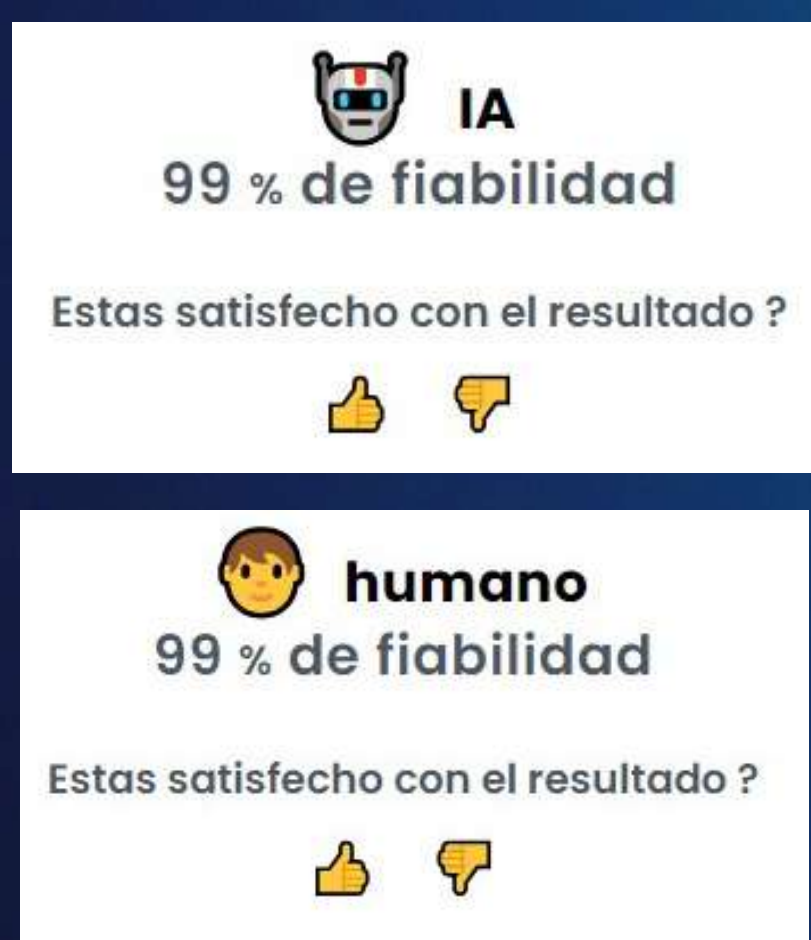 IA
99 % de fiabilidad
Estas satisfecho con el resultado ?
humano
99 % de fiabilidad
Estas satisfecho con el resultado ?